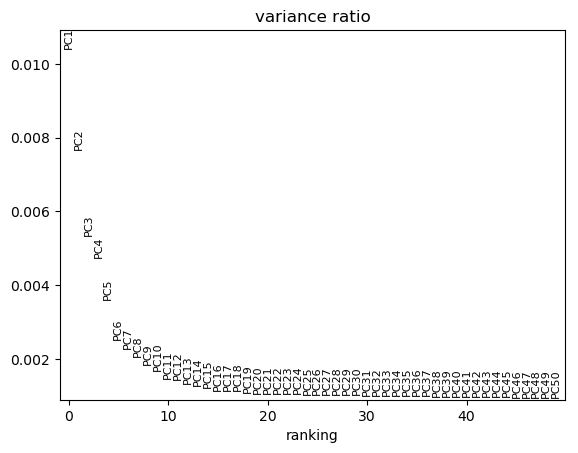 variance ratio
0.010
0.008
0.006
0.004
0.002
PC1
PC2
PC3
PC4
PC5
PC6
PC7
PC8
PC9
PC10
PC11
PC12
PC13
PC14
PC15
PC16
PC17
PC18
PC19
PC20
PC21
PC22
PC23
PC24
PC25
PC26
PC27
PC28
PC29
PC30
PC31
PC32
PC33
PC34
PC35
PC36
PC37
PC38
PC39
PC40
PC41
PC42
PC43
PC44
PC45
PC46
PC47
PC48
PC49
PC50
0
10
20
30
40
ranking